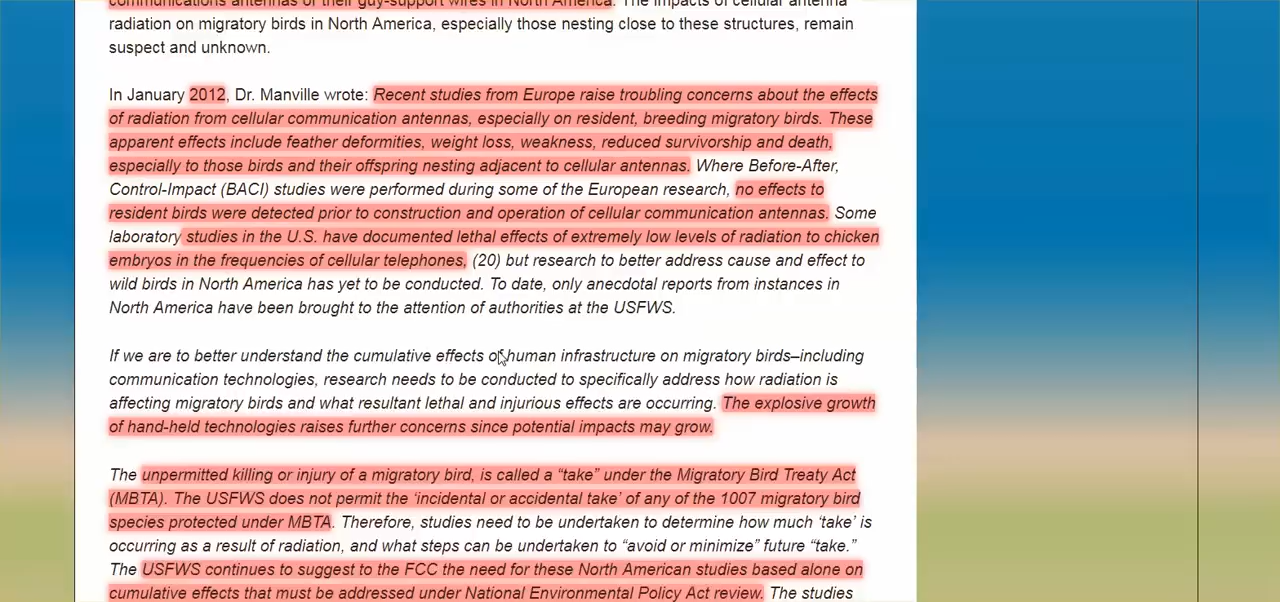 communications antennas or their guy-support wires in North America. The impacts of cellular antenna
radiation on migratory birds in North America, especially those nesting close to these structures, remain
suspect and unknown.
In January 2012, Dr. Manville wrote: Recent studies from Europe raise troubling concerns about the effects
of radiation from cellular communication antennas, especially on resident, breeding migratory birds. These
apparent effects include feather deformities, weight loss, weakness, reduced survivorship and death,
especially to those birds and their offspring nesting adjacent to cellular antennas. Where Before-After,
Control-Impact (BACI) studies were performed during some of the European research, no effects to
resident birds were detected prior to construction and operation of cellular communication antennas. Some
laboratory studies in the U.S. have documented lethal effects of extremely low levels of radiation to chicken
embryos in the frequencies of cellular telephones, (20) but research to better address cause and effect to
wild birds in North America has yet to be conducted. To date, only anecdotal reports from instances in
North America have been brought to the attention of authorities at the USFWS.
If we are to better understand the cumulative effects of human infrastructure on migratory birds–including
communication technologies, research needs to be conducted to specifically address how radiation is
affecting migratory birds and what resultant lethal and injurious effects are occurring. The explosive growth
of hand-held technologies raises further concerns since potential impacts may grow.
The unpermitted killing or injury of a migratory bird, is called a “take” under the Migratory Bird Treaty Act
(MBTA). The USFWS does not permit the ‘incidental or accidental take’ of any of the 1007 migratory bird
species protected under MBTA. Therefore, studies need to be undertaken to determine how much ‘take’ is
occurring as a result of radiation, and what steps can be undertaken to “avoid or minimize” future “take.”
The USFWS continues to suggest to the FCC the need for these North American studies based alone on
cumulative effects that must be addressed under National Environmental Policy Act review. The studies